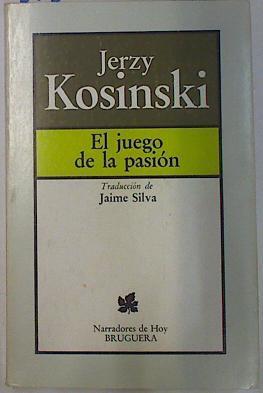 Jerzy
Kosinski
El juego
de la pasión
Traducción de
Jaime Silva
Narradores de Hoy
BRUGUERA